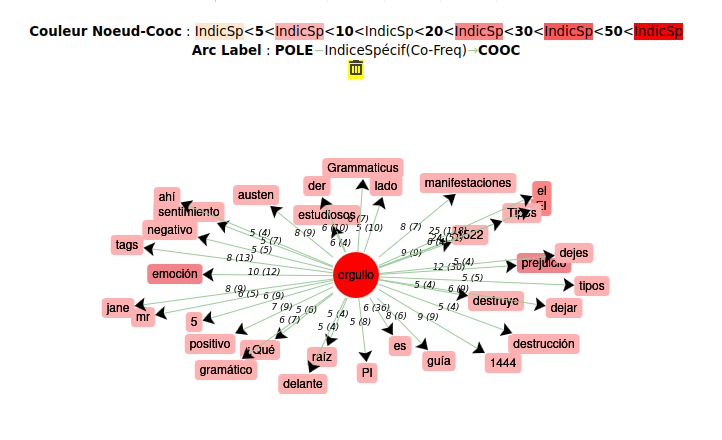 Couleur Noeud-Cooc : IndicSp<5<IndicSp<10<IndicSp<20<IndicSp<30<IndicSp<50<IndicSp
Arc Label : POLE—IndiceSpécif(Co-Freq)→COOC
Grammaticus
ahí
austen
der
lado
manifestaciones
el
El
sentimiento
estudiosos
Tipos
negativo
1522
tags
dejes
emoción
orgullo
prejuicio
tipos
jane
mr
destruye
dejar
5
positivo
Qué
raíz
es
guía
destrucción
gramático
delante
PI
1444
5 (7)
8 (7)
5 (10)
6 (10)
8 (9)
5 (4)
5 (7)
5 (5)
6 (4)
9 (9)
8 (13)
10 (12)
5 (4)
12 (30)
5 (5)
5 (4)
6 (9)
8 (9)
6 (5)
6 (9)
7 (9)
5 (6)
6 (7)
5 (4)
5 (4)
5 (8)
6 (36)
8 (6)
9 (9)
5 (4)